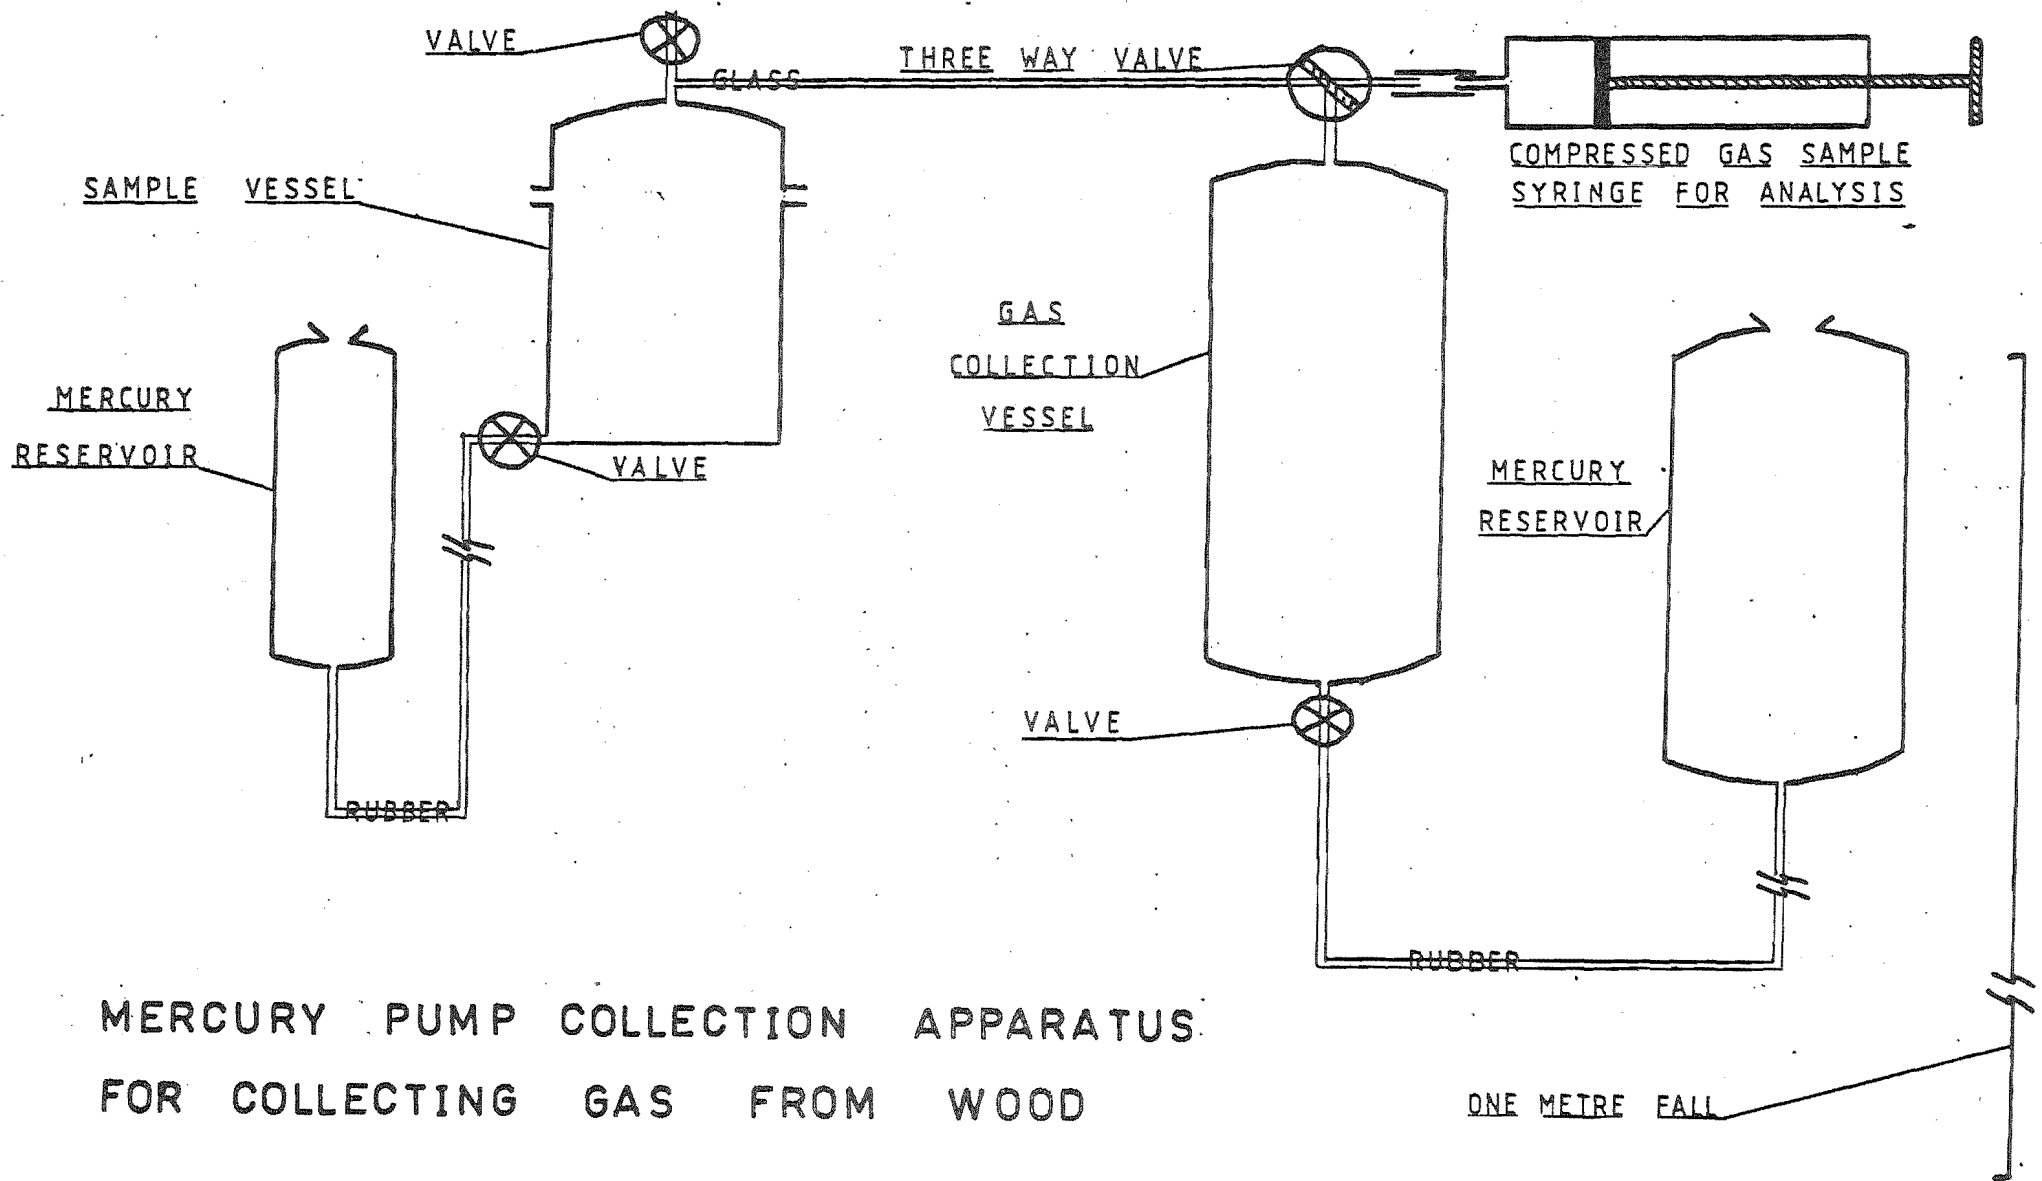 VALVE
GLASS
THREE WAY VALVE
COMPRESSED GAS SAMPLE
SYRINGE FOR ANALYSIS
SAMPLE VESSEL
GAS
COLLECTION
VESSEL
MERCURY
RESERVOIR
VALVE
MERCURY
RESERVOIR
VALVE
RUBBER
RUBBER
MERCURY PUMP COLLECTION APPARATUS
FOR COLLECTING GAS FROM WOOD
ONE METRE FALL